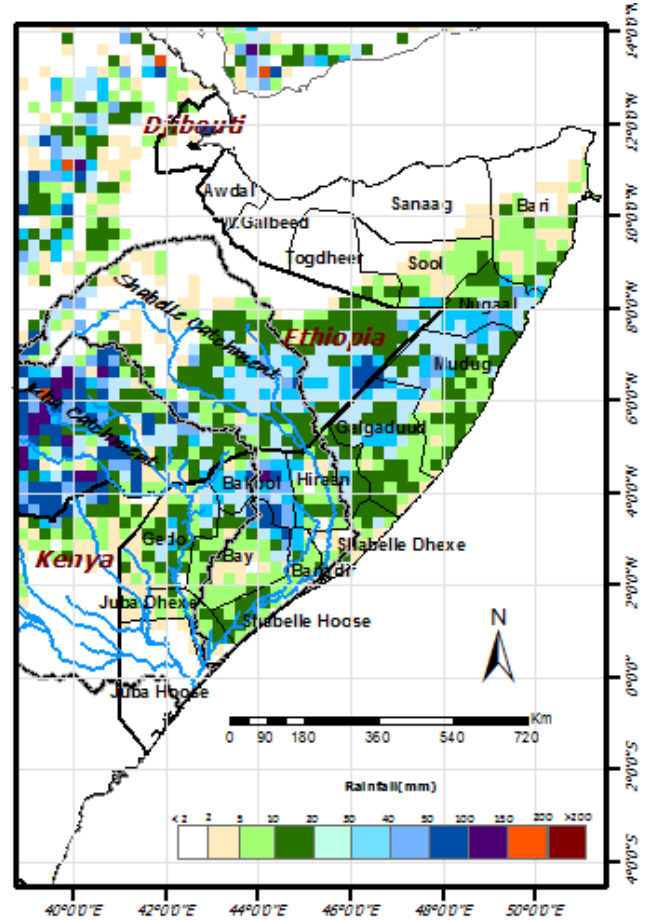 14°0'0"N
12°0'0"N
10°0'0"N
8°0'0"N
6°0'0"N
4°0'0"N
2°0'0"N
0°0'0"
2°0'0"S
4°0'0"S
Djibouti
Awdal
W.Galbeed
Sanaag
Bari
Togdheer
Sool
Shabelle catchment
Nugaal
Ethiopia
Mudug
Juba catchment
Galgaduud
Bakool
Hiraan
Gedo
Shabelle Dhexe
Kenya
Bay
Banadir
Juba Dhexe
Shabelle Hoose
N
Juba Hoose
Km
0 90 180 360 540 720
Rainfall(mm)
< 2 2 5 10 20 30 40 50 100 150 200 >200
40°0'0"E 42°0'0"E 44°0'0"E 46°0'0"E 48°0'0"E 50°0'0"E